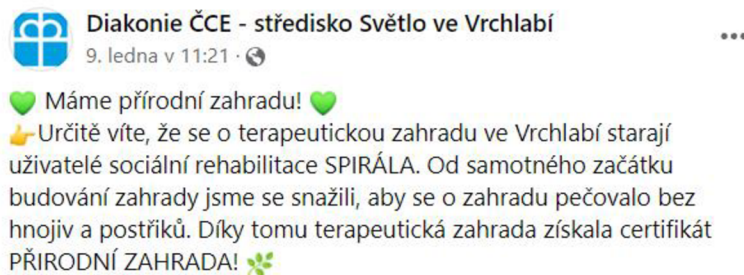 Diakonie ČCE - středisko Světlo ve Vrchlabí
9. ledna v 11:21 ·
💚 Máme přírodní zahradu! 💚
👉Určitě víte, že se o terapeutickou zahradu ve Vrchlabí starají
uživatelé sociální rehabilitace SPIRÁLA. Od samotného začátku
budování zahrady jsme se snažili, aby se o zahradu pečovalo bez
hnojiv a postřiků. Díky tomu terapeutická zahrada získala certifikát
PŘIRODNÍ ZAHRADA! 🌿